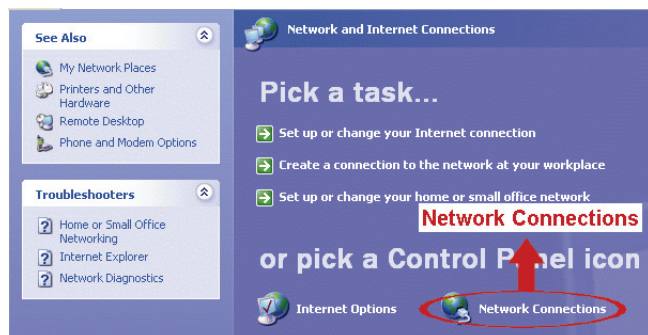 See Also
My Network Places
Printers and Other
Hardware
Remote Desktop
Phone and Modem Options
Troubleshooters
Home or Small Office
Networking
Internet Explorer
Network Diagnostics
Network and Internet Connections
Pick a task...
Set up or change your Internet connection
Create a connection to the network at your workplace
Set up or change your home or small office network
Network Connections
or pick a Control Panel icon
Internet Options
Network Connections